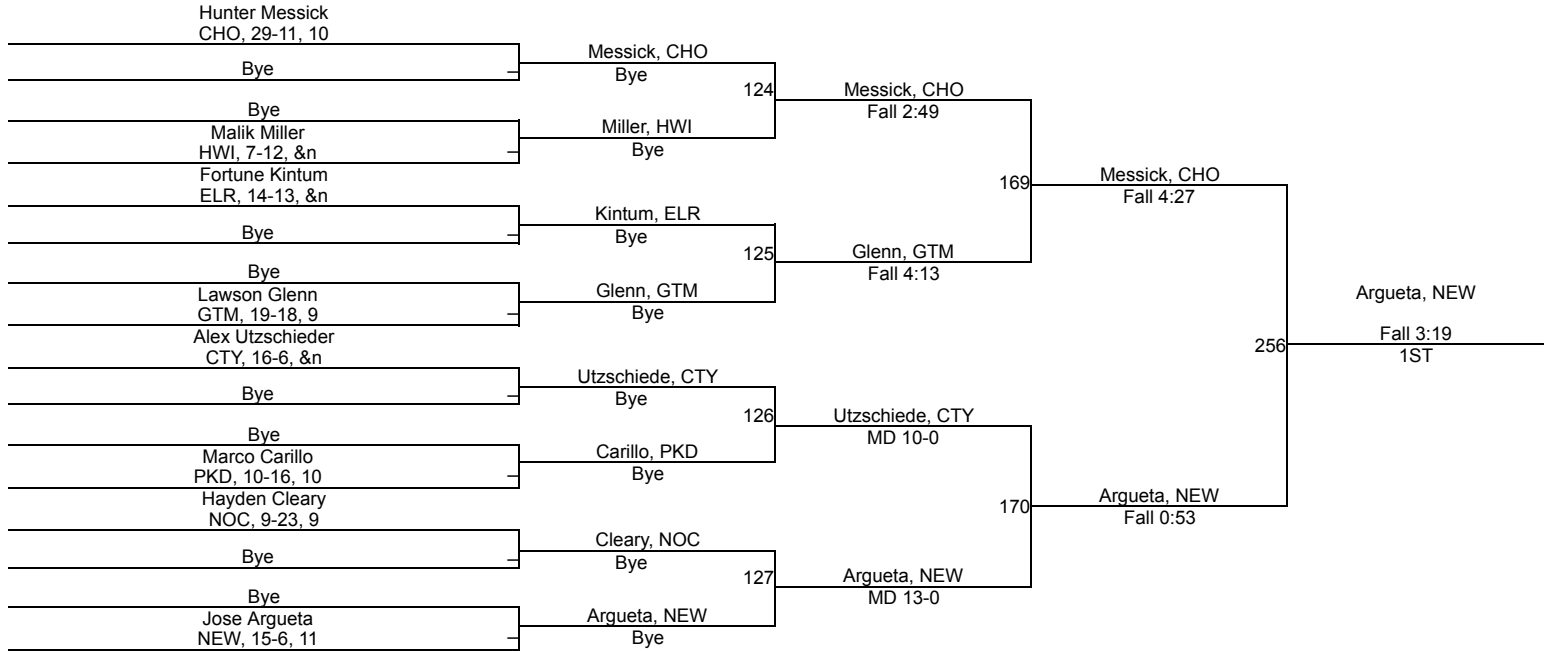 Hunter Messick
CHO, 29-11, 10
Bye
Bye
Malik Miller
HWI, 7-12, &n
Fortune Kintum
ELR, 14-13, &n
Bye
Bye
Lawson Glenn
GTM, 19-18, 9
Alex Utzschieder
CTY, 16-6, &n
Bye
Bye
Marco Carillo
PKD, 10-16, 10
Hayden Cleary
NOC, 9-23, 9
Bye
Bye
Jose Argueta
NEW, 15-6, 11
Messick, CHO
Bye
124
Miller, HWI
Bye
Kintum, ELR
Bye
125
Glenn, GTM
Bye
Utzschiede, CTY
Bye
126
Carillo, PKD
Bye
Cleary, NOC
Bye
127
Argueta, NEW
Bye
Messick, CHO
Fall 2:49
169
Glenn, GTM
Fall 4:13
Utzschiede, CTY
MD 10-0
170
Argueta, NEW
MD 13-0
Messick, CHO
Fall 4:27
256
Argueta, NEW
Fall 0:53
Argueta, NEW
Fall 3:19
1ST